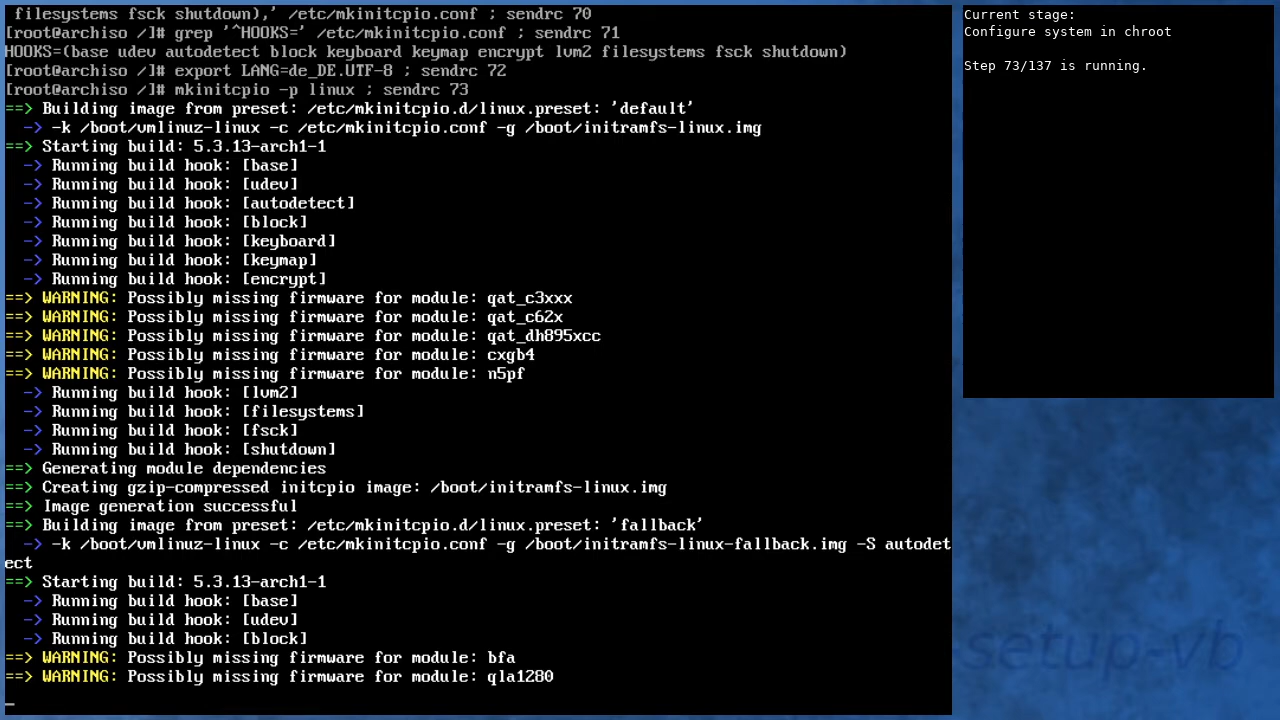 filesystems fsck shutdown),' /etc/mkinitcpio.conf ; sendrc 70
[root@archiso /]# grep '^HOOKS=' /etc/mkinitcpio.conf ; sendrc 71
HOOKS=(base udev autodetect block keyboard keymap encrypt lvm2 filesystems fsck shutdown)
[root@archiso /]# export LANG=de_DE.UTF-8 ; sendrc 72
[root@archiso /]# mkinitcpio -p linux ; sendrc 73
==> Building image from preset: /etc/mkinitcpio.d/linux.preset: 'default'
  -> -k /boot/vmlinuz-linux -c /etc/mkinitcpio.conf -g /boot/initramfs-linux.img
==> Starting build: 5.3.13-arch1-1
  -> Running build hook: [base]
  -> Running build hook: [udev]
  -> Running build hook: [autodetect]
  -> Running build hook: [block]
  -> Running build hook: [keyboard]
  -> Running build hook: [keymap]
  -> Running build hook: [encrypt]
==> WARNING: Possibly missing firmware for module: qat_c3xxx
==> WARNING: Possibly missing firmware for module: qat_c62x
==> WARNING: Possibly missing firmware for module: qat_dh895xcc
==> WARNING: Possibly missing firmware for module: cxgb4
==> WARNING: Possibly missing firmware for module: n5pf
  -> Running build hook: [lvm2]
  -> Running build hook: [filesystems]
  -> Running build hook: [fsck]
  -> Running build hook: [shutdown]
==> Generating module dependencies
==> Creating gzip-compressed initcpio image: /boot/initramfs-linux.img
==> Image generation successful
==> Building image from preset: /etc/mkinitcpio.d/linux.preset: 'fallback'
  -> -k /boot/vmlinuz-linux -c /etc/mkinitcpio.conf -g /boot/initramfs-linux-fallback.img -S autodet
ect
==> Starting build: 5.3.13-arch1-1
  -> Running build hook: [base]
  -> Running build hook: [udev]
  -> Running build hook: [block]
==> WARNING: Possibly missing firmware for module: bfa
==> WARNING: Possibly missing firmware for module: qla1280
Current stage:
Configure system in chroot
Step 73/137 is running.
setup-vb